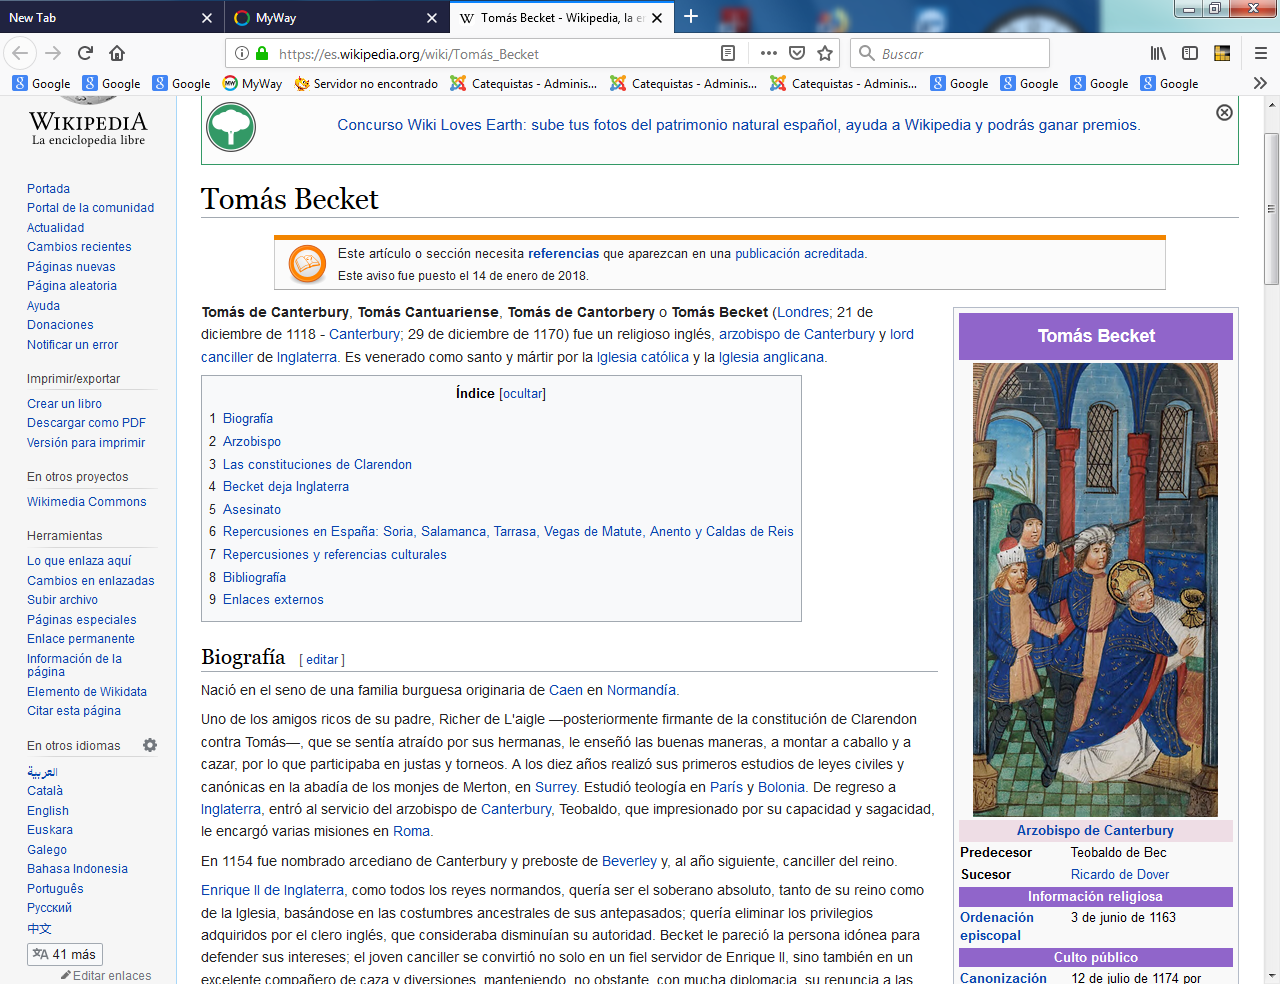 New Tab
MyWay
Tomás Becket - Wikipedia, la e
https://es.wikipedia.org/wiki/Tomás_Becket
Buscar
Google
Google
Google
MyWay
Servidor no encontrado
Catequistas - Adminis...
Catequistas - Adminis...
Catequistas - Adminis...
Google
Google
Google
Google
WIKIPEDIA
La enciclopedia libre
Portada
Portal de la comunidad
Actualidad
Cambios recientes
Páginas nuevas
Página aleatoria
Ayuda
Donaciones
Notificar un error
Imprimir/exportar
Crear un libro
Descargar como PDF
Versión para imprimir
En otros proyectos
Wikimedia Commons
Herramientas
Lo que enlaza aquí
Cambios en enlazadas
Subir archivo
Páginas especiales
Enlace permanente
Información de la
página
Elemento de Wikidata
Citar esta página
En otros idiomas
العربية
Català
English
Euskara
Galego
Bahasa Indonesia
Português
Русский
中文
41 más
Editar enlaces
Concurso Wiki Loves Earth: sube tus fotos del patrimonio natural español, ayuda a Wikipedia y podrás ganar premios.
Tomás Becket
Este artículo o sección necesita referencias que aparezcan en una publicación acreditada.
Este aviso fue puesto el 14 de enero de 2018.
Tomás de Canterbury, Tomás Cantuariense, Tomás de Cantorbery o Tomás Becket (Londres; 21 de
diciembre de 1118 - Canterbury; 29 de diciembre de 1170) fue un religioso inglés, arzobispo de Canterbury y lord
canciller de Inglaterra. Es venerado como santo y mártir por la Iglesia católica y la Iglesia anglicana.
Índice [ocultar]
1 Biografía
2 Arzobispo
3 Las constituciones de Clarendon
4 Becket deja Inglaterra
5 Asesinato
6 Repercusiones en España: Soria, Salamanca, Tarrasa, Vegas de Matute, Anento y Caldas de Reis
7 Repercusiones y referencias culturales
8 Bibliografía
9 Enlaces externos
Biografía [ editar ]
Nació en el seno de una familia burguesa originaria de Caen en Normandía.
Uno de los amigos ricos de su padre, Richer de L'aigle —posteriormente firmante de la constitución de Clarendon
contra Tomás—, que se sentía atraído por sus hermanas, le enseñó las buenas maneras, a montar a caballo y a
cazar, por lo que participaba en justas y torneos. A los diez años realizó sus primeros estudios de leyes civiles y
canónicas en la abadía de los monjes de Merton, en Surrey. Estudió teología en París y Bolonia. De regreso a
Inglaterra, entró al servicio del arzobispo de Canterbury, Teobaldo, que impresionado por su capacidad y sagacidad,
le encargó varias misiones en Roma.
En 1154 fue nombrado arcediano de Canterbury y preboste de Beverley y, al año siguiente, canciller del reino.
Enrique II de Inglaterra, como todos los reyes normandos, quería ser el soberano absoluto, tanto de su reino como
de la Iglesia, basándose en las costumbres ancestrales de sus antepasados; quería eliminar los privilegios
adquiridos por el clero inglés, que consideraba disminuían su autoridad. Becket le pareció la persona idónea para
defender sus intereses; el joven canciller se convirtió no solo en un fiel servidor de Enrique II, sino también en un
excelente compañero de caza y diversiones, manteniendo, no obstante, con mucha diplomacia, su renuncia a las
Tomás Becket
Arzobispo de Canterbury
Predecesor Teobaldo de Bec
Sucesor Ricardo de Dover
Información religiosa
Ordenación 3 de junio de 1163
episcopal
Culto público
Canonización 12 de julio de 1174 por